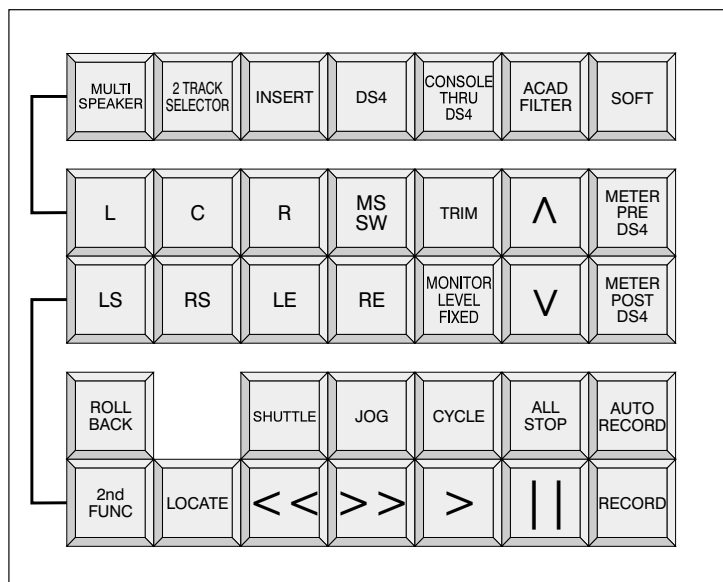 MULTI
SPEAKER
2 TRACK
SELECTOR
INSERT
DS4
CONSOLE
THRU
DS4
ACAD
FILTER
SOFT
L
C
R
MS
SW
TRIM
Λ
METER
PRE
DS4
LS
RS
LE
RE
MONITOR
LEVEL
FIXED
V
METER
POST
DS4
ROLL
BACK
SHUTTLE
JOG
CYCLE
ALL
STOP
AUTO
RECORD
2nd
FUNC
LOCATE
< <
> >
>
| |
RECORD